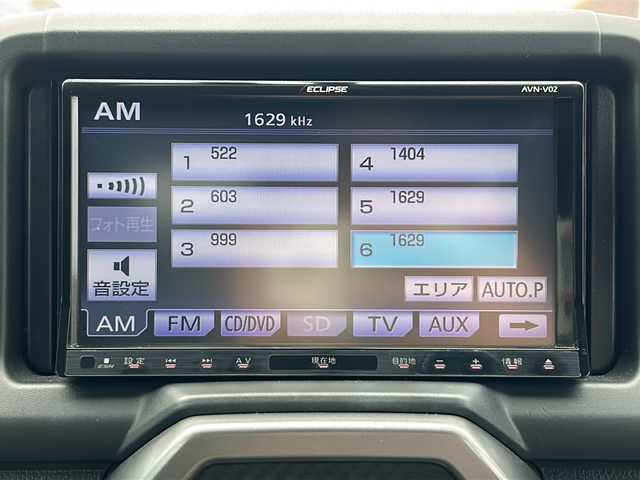 ECLIPSE AVN-V02
AM
1629 kHz
1 522
4 1404
2 603
5 1629
フォト再生
3 999
6 1629
音設定
エリア AUTO.P
AM FM CD/DVD SD TV AUX
ESN 設定 A.V 現在地 目的地 情報